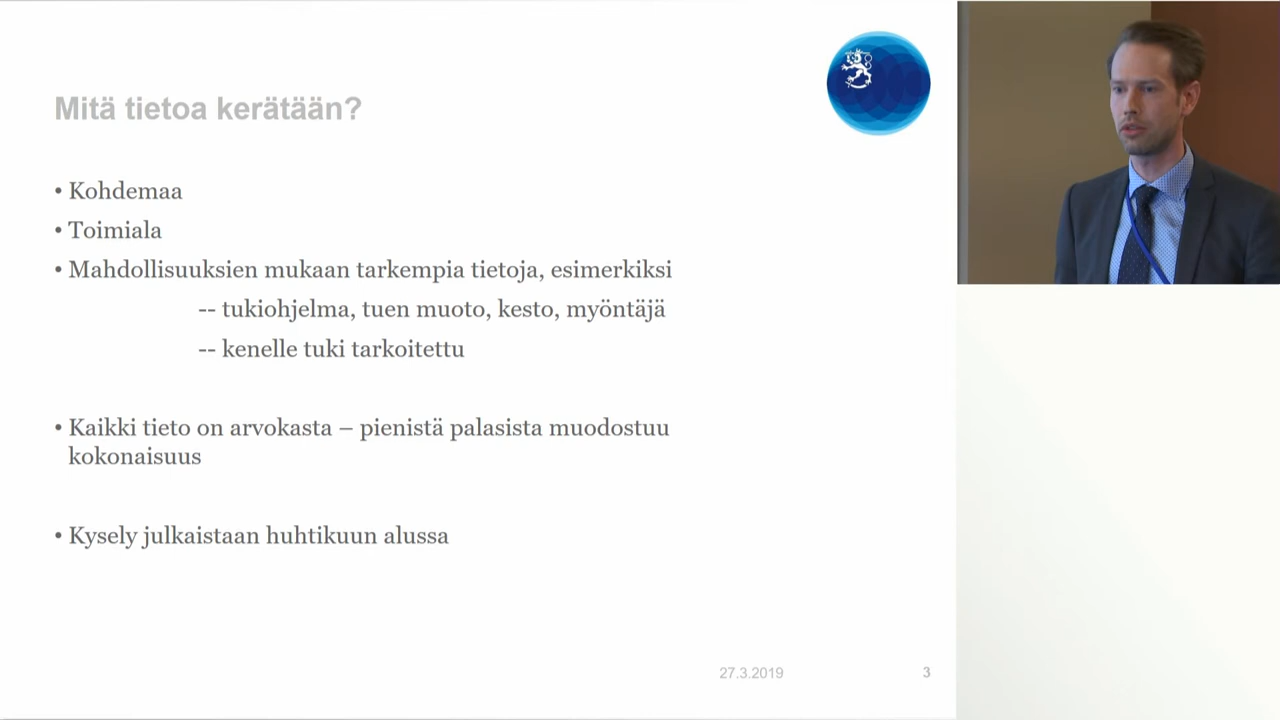 Mitä tietoa kerätään?
• Kohdemaa
• Toimiala
• Mahdollisuuksien mukaan tarkempia tietoja, esimerkiksi
-- tukiohjelma, tuen muoto, kesto, myöntäjä
-- kenelle tuki tarkoitettu
• Kaikki tieto on arvokasta – pienistä palasista muodostuu
kokonaisuus
• Kysely julkaistaan huhtikuun alussa
27.3.2019
3